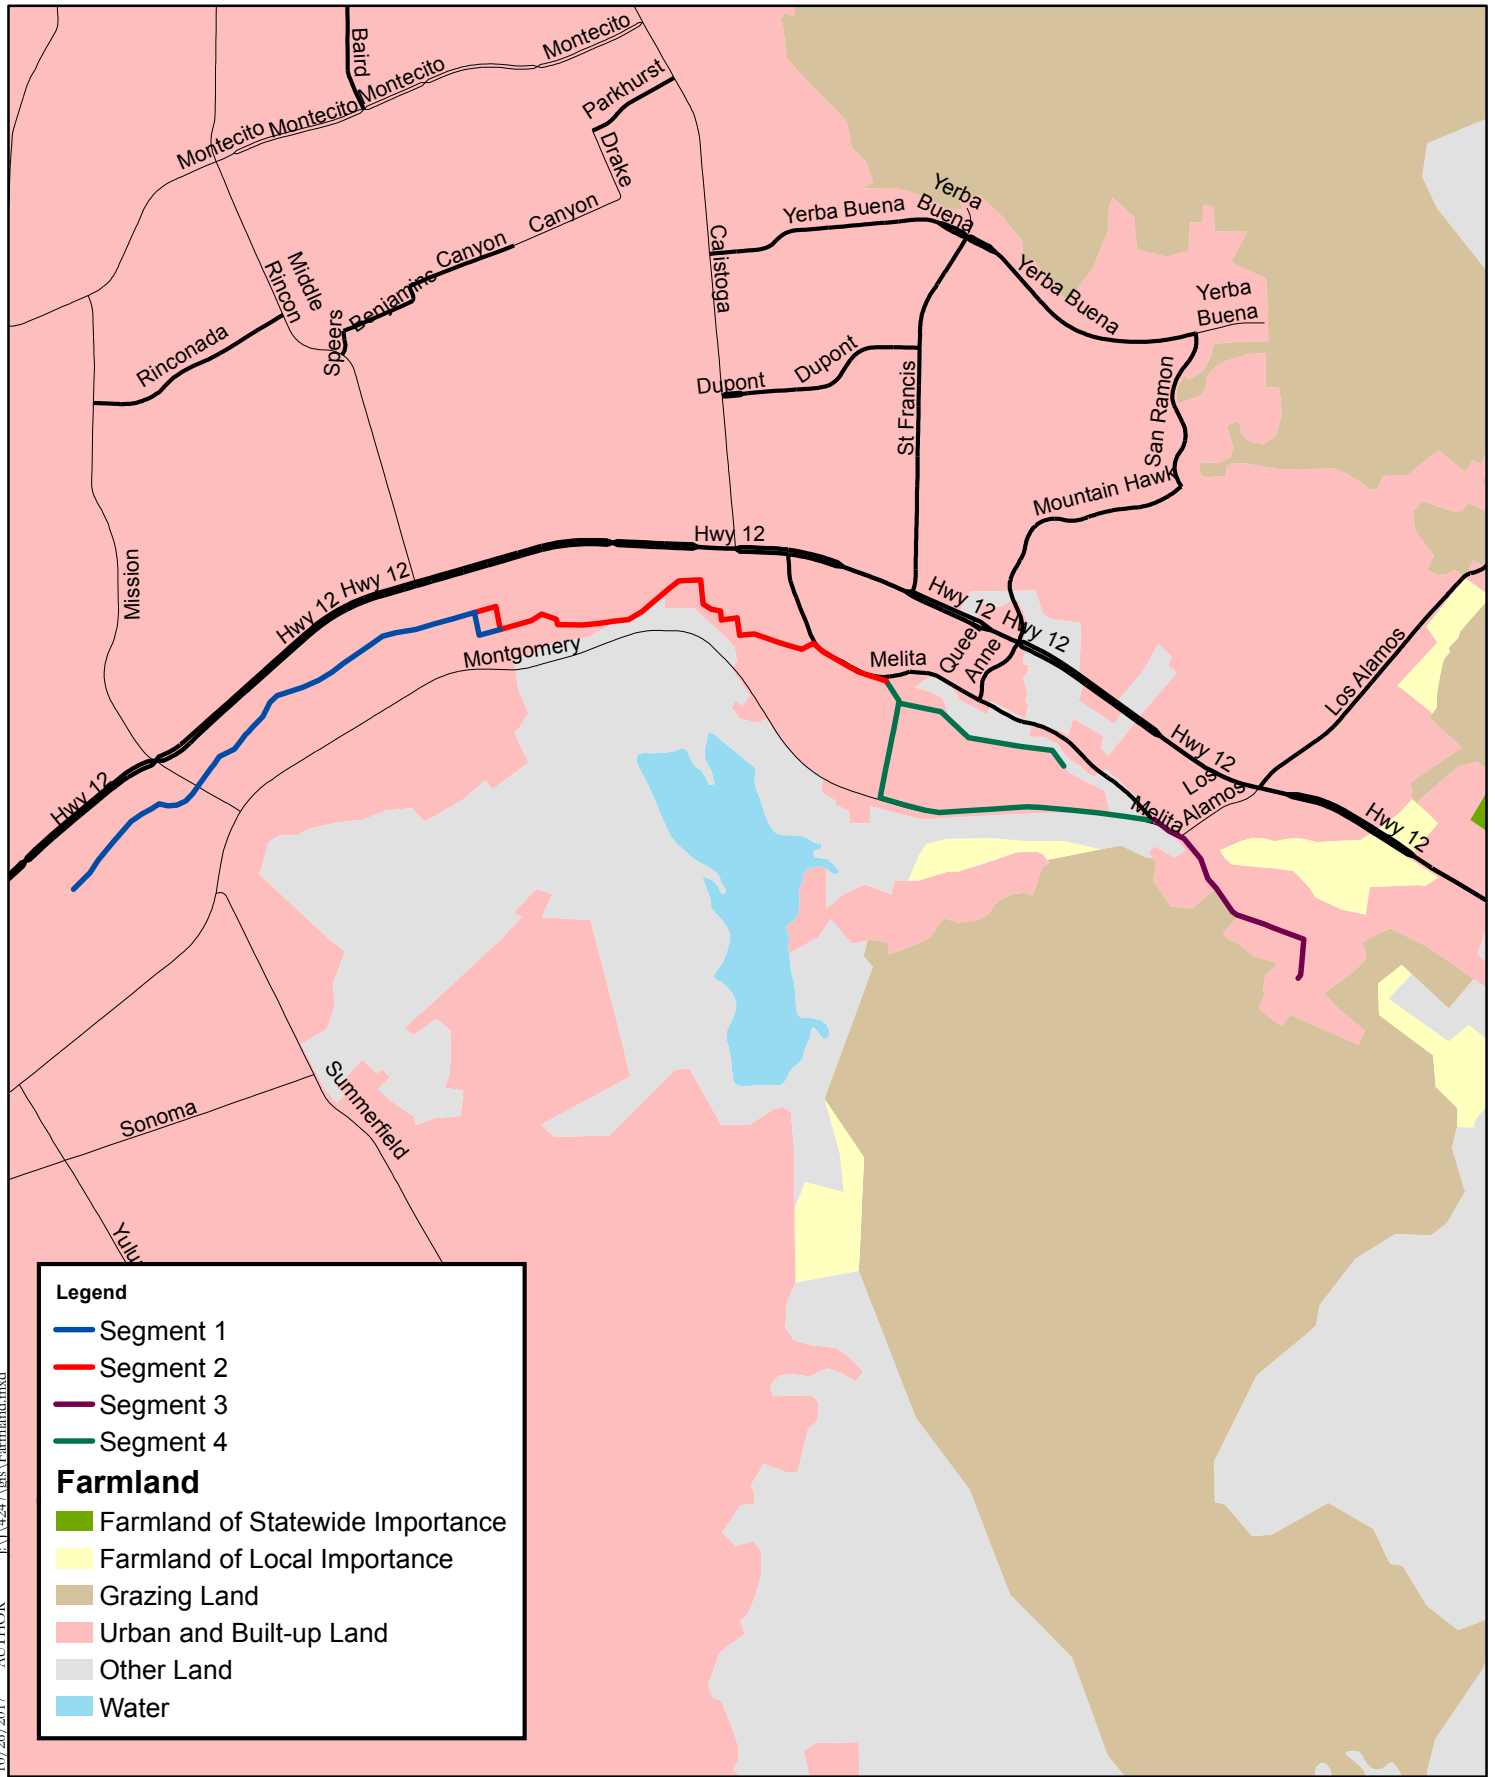 Baird
Montecito
Montecito
Montecito
Montecito
Parkhurst
Drake
Canyon
Canyon
Benjamins
Speers
Middle
Rincon
Rinconada
Calistoga
Yerba Buena
Yerba
Buena
Yerba Buena
Yerba
Buena
Dupont
Dupont
St Francis
San Ramon
Mountain Hawk
Mission
Hwy 12
Hwy 12
Hwy 12
Hwy 12
Hwy 12
Hwy 12
Hwy 12
Hwy 12
Montgomery
Melita
Anne
Los Alamos
Los
Alamos
Melita
Sonoma
Summerfield
Legend
Segment 1
Segment 2
Segment 3
Segment 4
Farmland
Farmland of Statewide Importance
Farmland of Local Importance
Grazing Land
Urban and Built-up Land
Other Land
Water